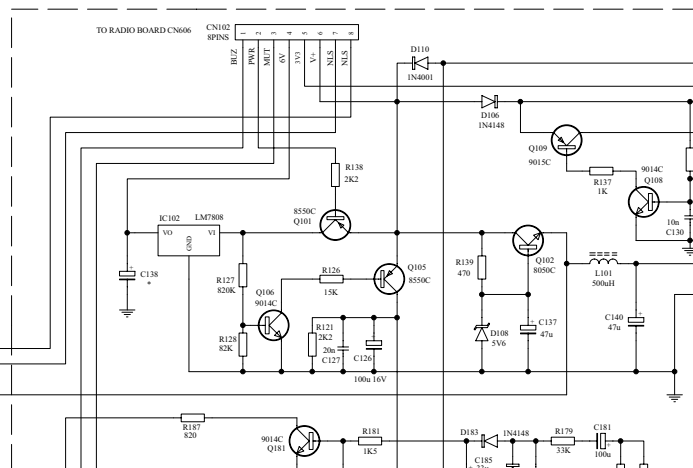 TO RADIO BOARD CN606
CN102
8PINS
1
2
3
4
5
6
7
8
BUZ
PWR
MUT
6V
3V3
V+
NLS
NLS
D110
1N4001
D106
1N4148
Q109
9015C
R137
1K
9014C
Q108
10n
C130
R138
2K2
8550C
Q101
IC102
LM7808
VO
VI
GND
C138
*
R127
820K
R126
15K
Q105
8550C
Q106
9014C
R128
82K
R121
2K2
20n
C127
C126
100u 16V
R139
470
Q102
8050C
L101
500uH
D108
5V6
C137
47u
C140
47u
R187
820
9014C
Q181
R181
1K5
D183
1N4148
C185
R179
33K
C181
100u